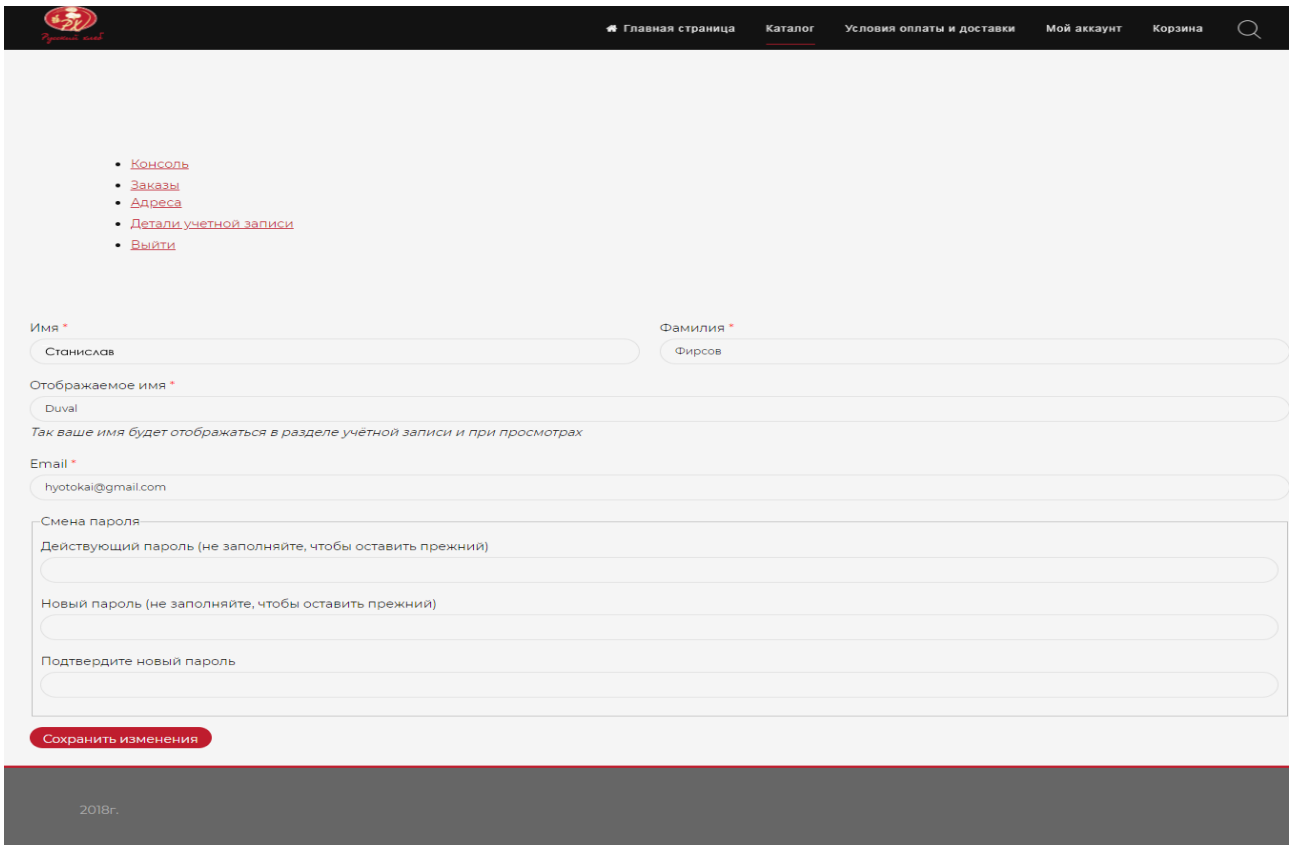 Русский хлеб
Главная страница Каталог Условия оплаты и доставки Мой аккаунт Корзина
Консоль
Заказы
Адреса
Детали учетной записи
Выйти
Имя * Фамилия *
Станислав Фирсов
Отображаемое имя *
Duval
Так ваше имя будет отображаться в разделе учётной записи и при просмотрах
Email *
hyotokai@gmail.com
Смена пароля
Действующий пароль (не заполняйте, чтобы оставить прежний)
Новый пароль (не заполняйте, чтобы оставить прежний)
Подтвердите новый пароль
Сохранить изменения
2018г.